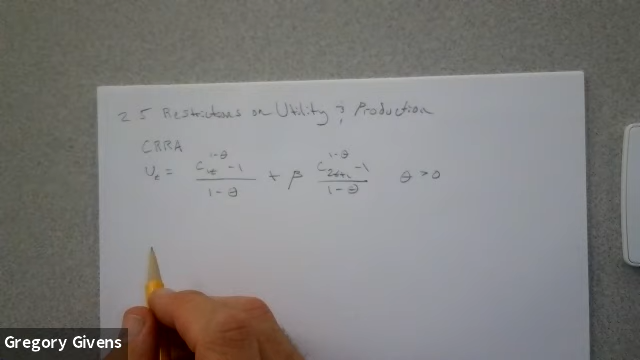 2.5 Restrictions on Utility & Production
CRRA
U_t = (C_{1t}^{1-θ} - 1)/(1-θ) + β (C_{2t+1}^{1-θ} - 1)/(1-θ)   θ > 0
Gregory Givens